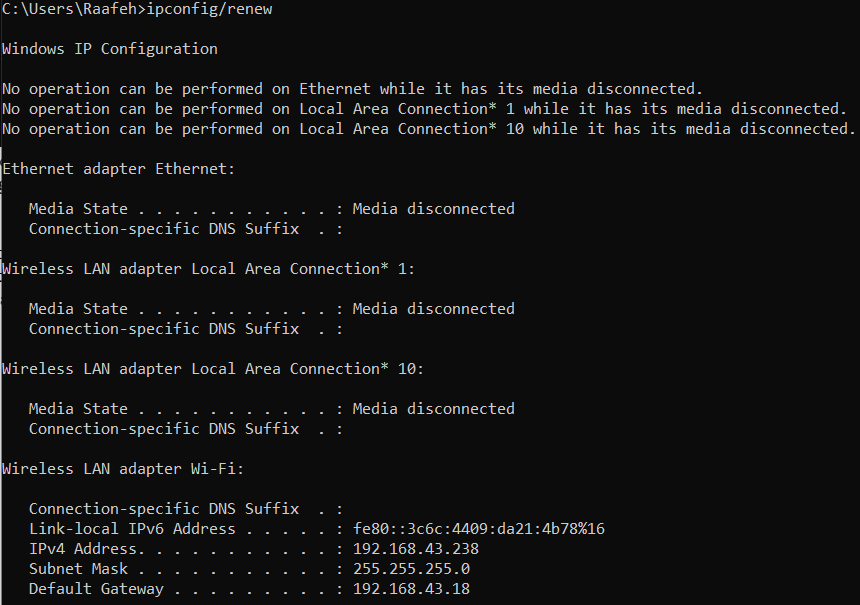 C:\Users\Raafeh>ipconfig/renew
Windows IP Configuration
No operation can be performed on Ethernet while it has its media disconnected.
No operation can be performed on Local Area Connection* 1 while it has its media disconnected.
No operation can be performed on Local Area Connection* 10 while it has its media disconnected.
Ethernet adapter Ethernet:
Media State . . . . . . . . . . . : Media disconnected
Connection-specific DNS Suffix  . :
Wireless LAN adapter Local Area Connection* 1:
Media State . . . . . . . . . . . : Media disconnected
Connection-specific DNS Suffix  . :
Wireless LAN adapter Local Area Connection* 10:
Media State . . . . . . . . . . . : Media disconnected
Connection-specific DNS Suffix  . :
Wireless LAN adapter Wi-Fi:
Connection-specific DNS Suffix  . :
Link-local IPv6 Address . . . . . : fe80::3c6c:4409:da21:4b78%16
IPv4 Address. . . . . . . . . . . : 192.168.43.238
Subnet Mask . . . . . . . . . . . : 255.255.255.0
Default Gateway . . . . . . . . . : 192.168.43.18